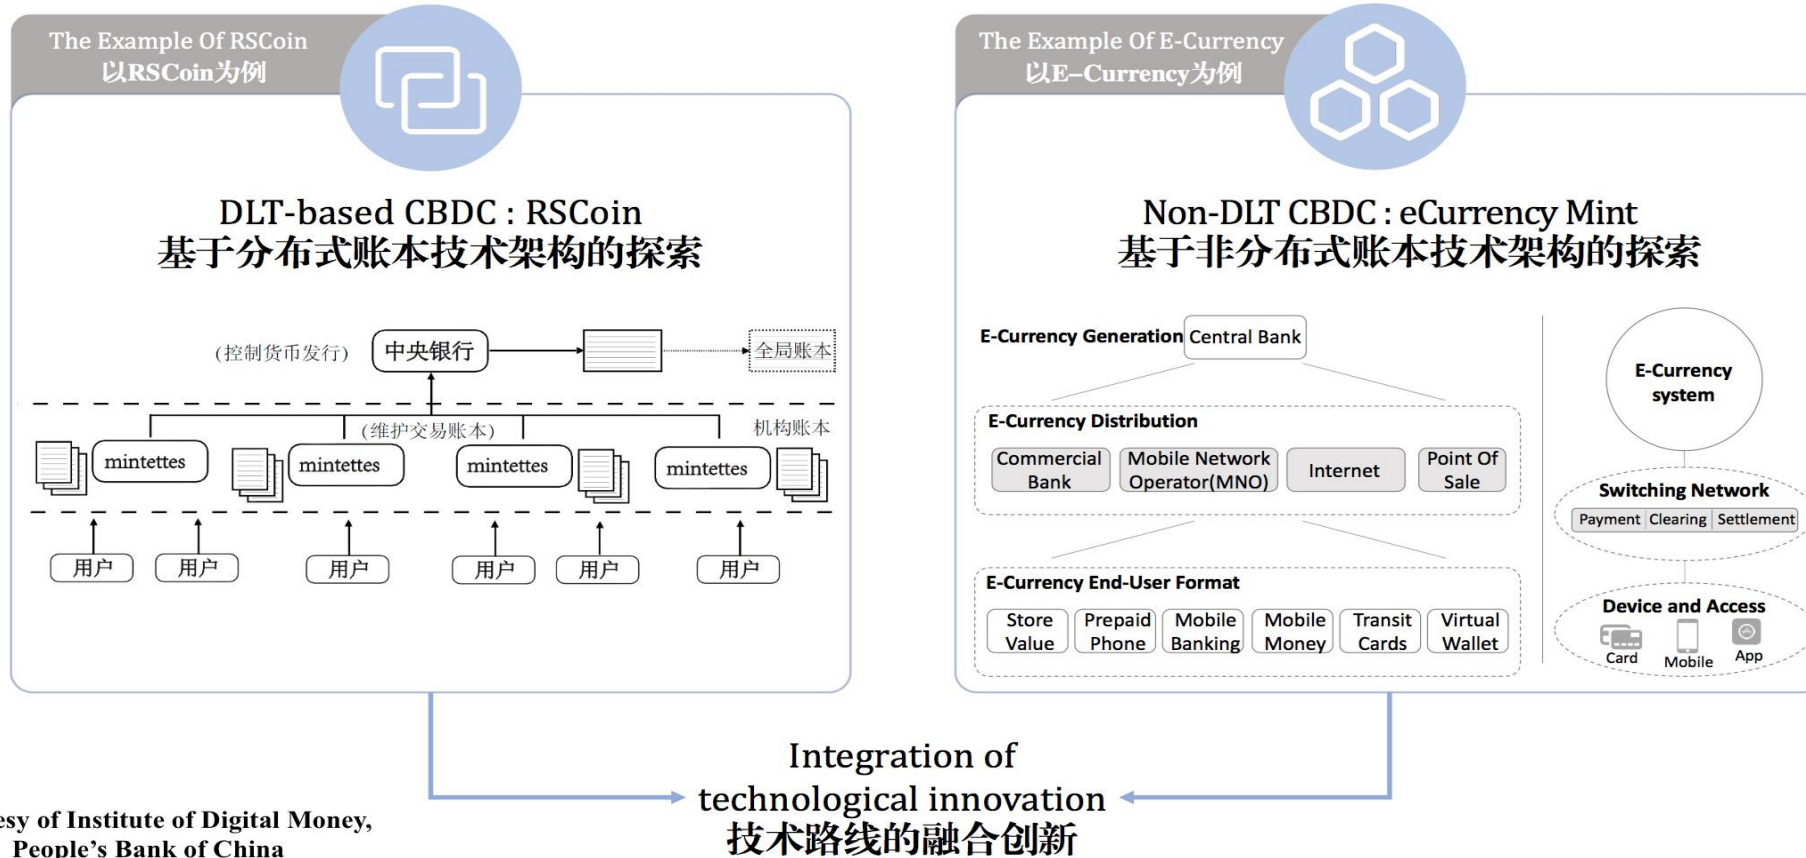 The Example Of RSCoin
以RSCoin为例
DLT-based CBDC : RSCoin
基于分布式账本技术架构的探索
(控制货币发行)
中央银行
全局账本
(维护交易账本)
机构账本
mintettes
mintettes
mintettes
mintettes
用户
用户
用户
用户
用户
用户
The Example Of E-Currency
以E-Currency为例
Non-DLT CBDC : eCurrency Mint
基于非分布式账本技术架构的探索
E-Currency Generation
Central Bank
E-Currency Distribution
Commercial
Bank
Mobile Network
Operator(MNO)
Internet
Point Of
Sale
E-Currency End-User Format
Store
Value
Prepaid
Phone
Mobile
Banking
Mobile
Money
Transit
Cards
Virtual
Wallet
E-Currency
system
Switching Network
Payment
Clearing
Settlement
Device and Access
Card
Mobile
App
Integration of
technological innovation
技术路线的融合创新
esy of Institute of Digital Money,
People's Bank of China